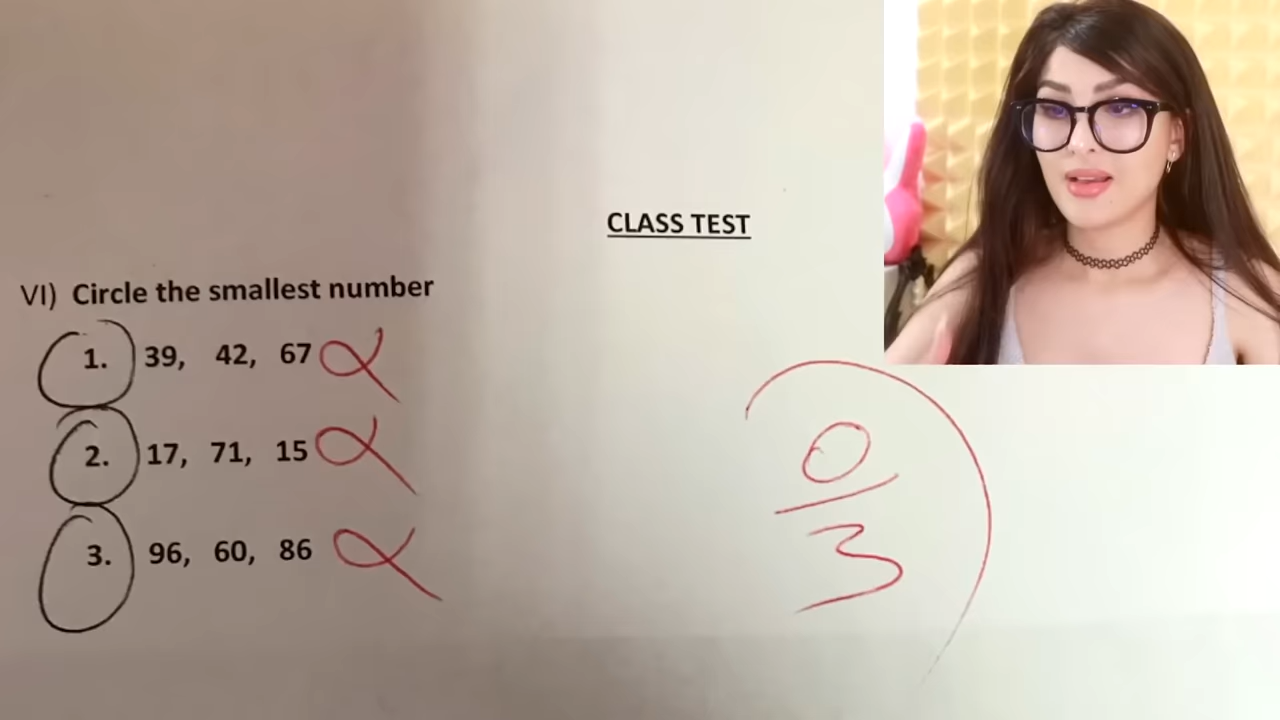 CLASS TEST
VI) Circle the smallest number
1. 39, 42, 67
2. 17, 71, 15
3. 96, 60, 86
0
3